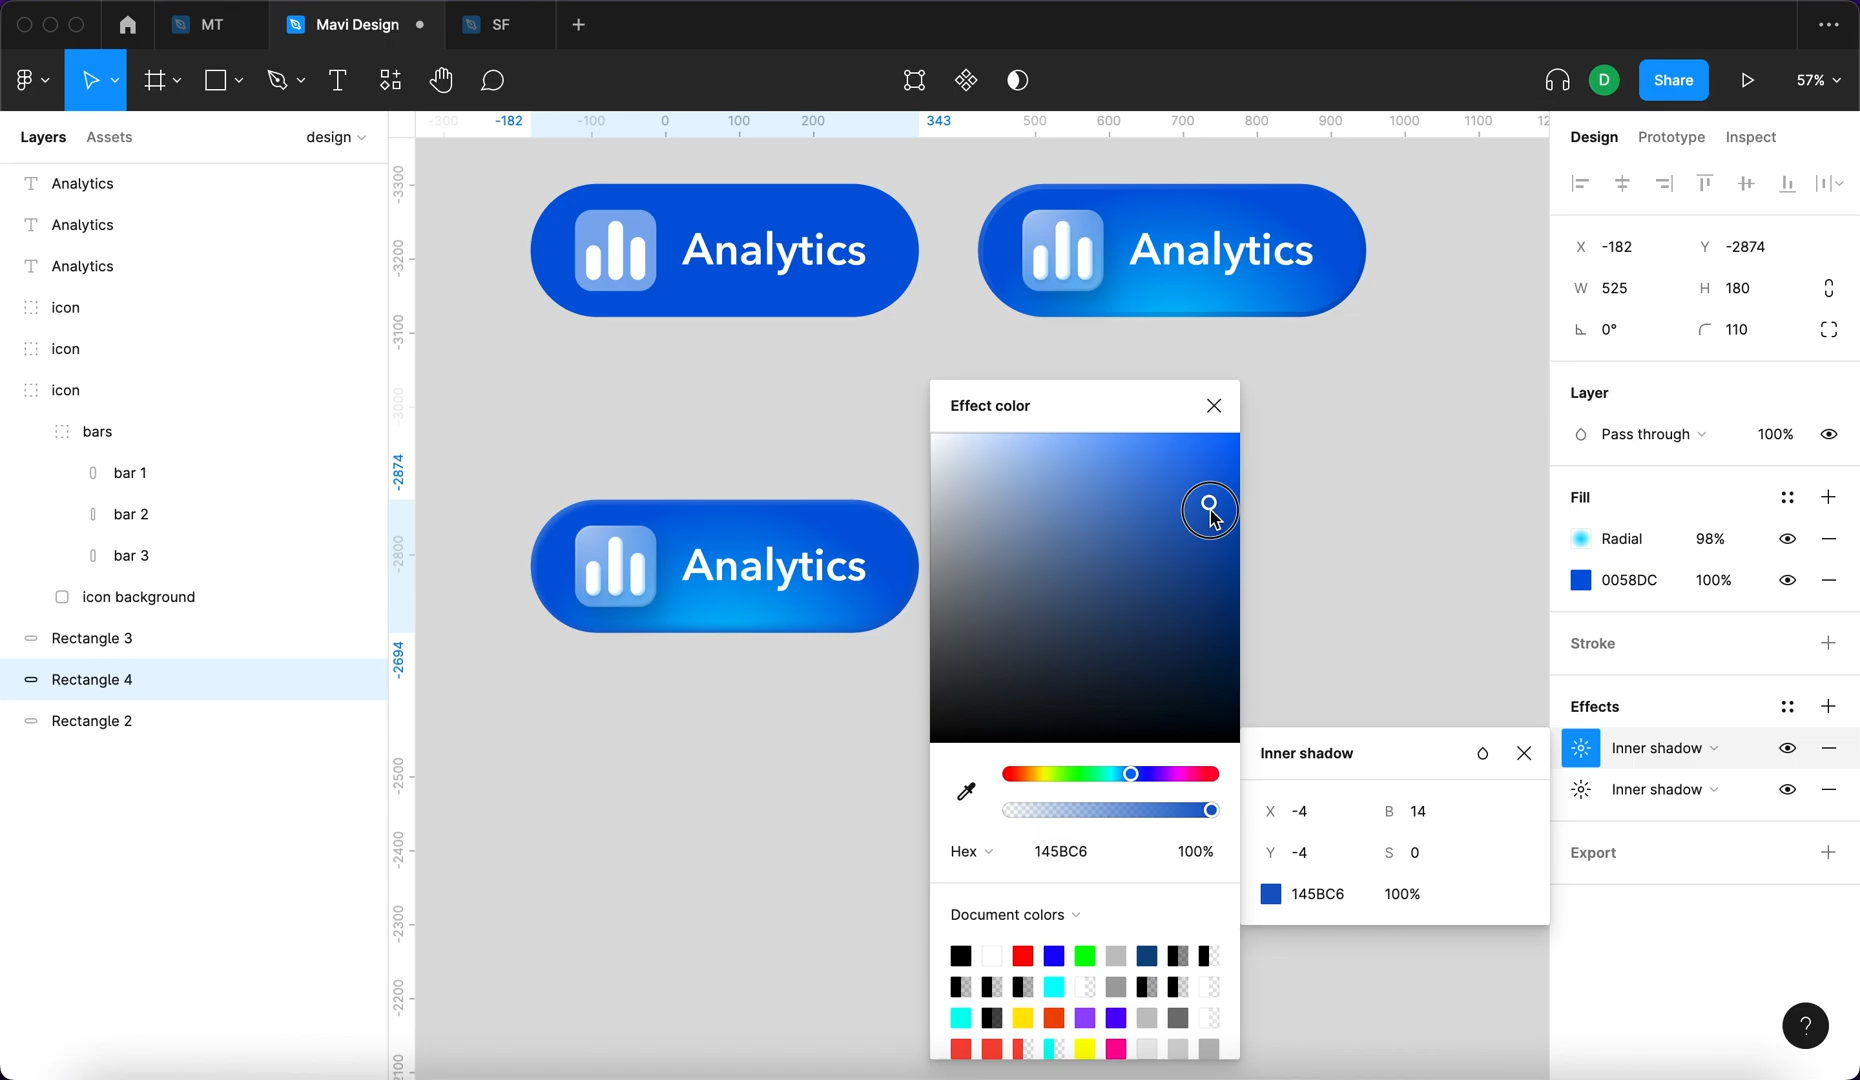 MT
Mavi Design
SF
D
Share
57%
Layers
Assets
design
-300
-182
-100
0
100
200
343
500
600
700
800
900
1000
1100
12
Design
Prototype
Inspect
Analytics
Analytics
Analytics
icon
icon
icon
bars
bar 1
bar 2
bar 3
icon background
Rectangle 3
Rectangle 4
Rectangle 2
-3300
-3200
-3100
-3000
-2874
-2800
-2694
-2500
-2400
-2300
-2200
-2100
Analytics
Analytics
Analytics
Effect color
Hex 145BC6 100%
Document colors
Inner shadow
X -4 B 14
Y -4 S 0
145BC6 100%
X -182 Y -2874
W 525 H 180
0° 110
Layer
Pass through 100%
Fill
Radial 98%
0058DC 100%
Stroke
Effects
Inner shadow
Inner shadow
Export
?